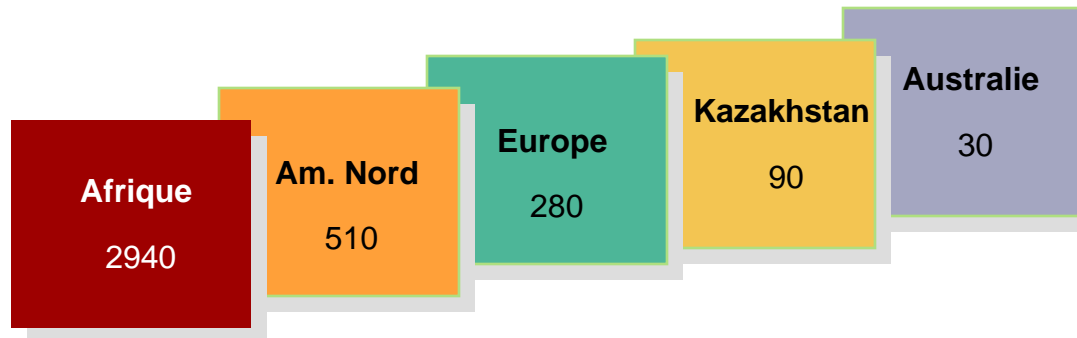 Afrique
2940
Am. Nord
510
Europe
280
Kazakhstan
90
Australie
30